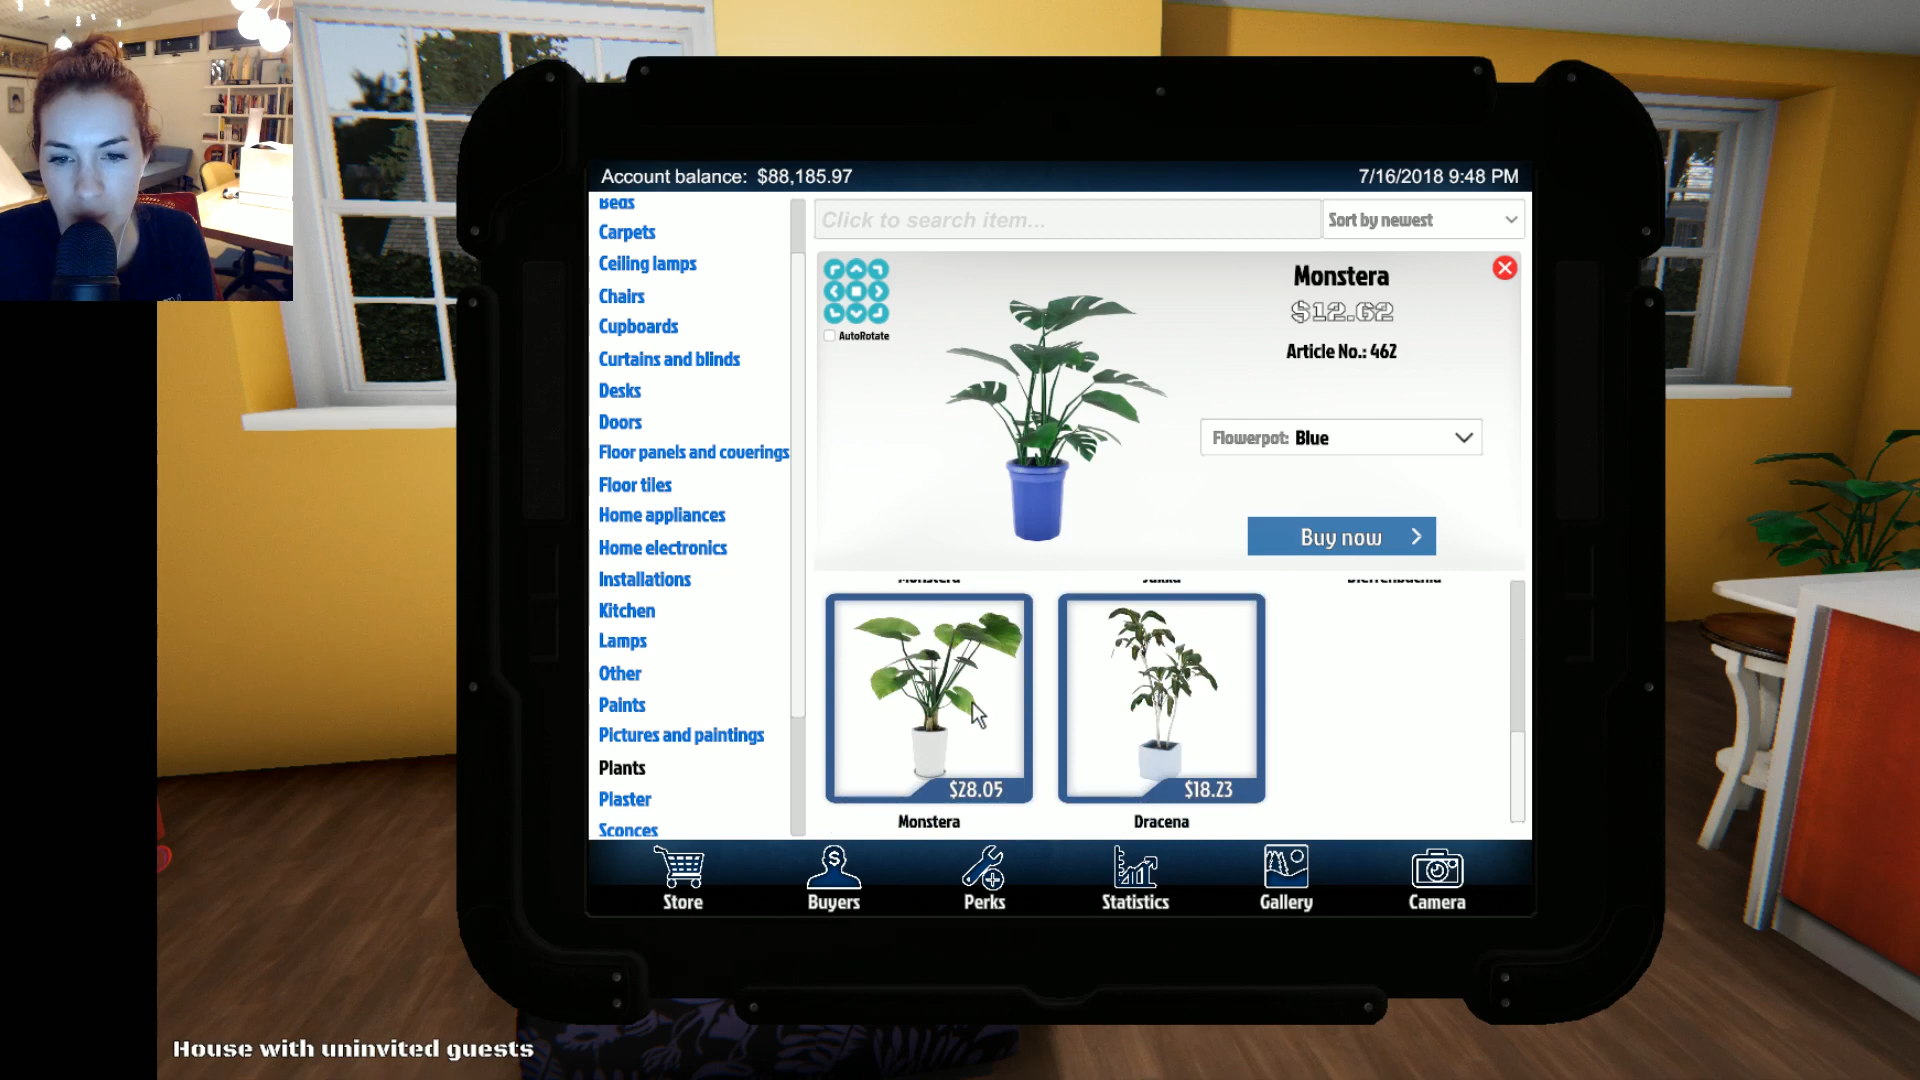 Account balance: $88,185.97
7/16/2018 9:48 PM
Beds
Carpets
Ceiling lamps
Chairs
Cupboards
Curtains and blinds
Desks
Doors
Floor panels and coverings
Floor tiles
Home appliances
Home electronics
Installations
Kitchen
Lamps
Other
Paints
Pictures and paintings
Plants
Plaster
Sconces
Click to search item...
Sort by newest
AutoRotate
Monstera
$12.62
Article No.: 462
Flowerpot: Blue
Buy now
Monstera
Jukka
Dieffenbachia
$28.05
Monstera
$18.23
Dracena
Store
Buyers
Perks
Statistics
Gallery
Camera
House with uninvited guests